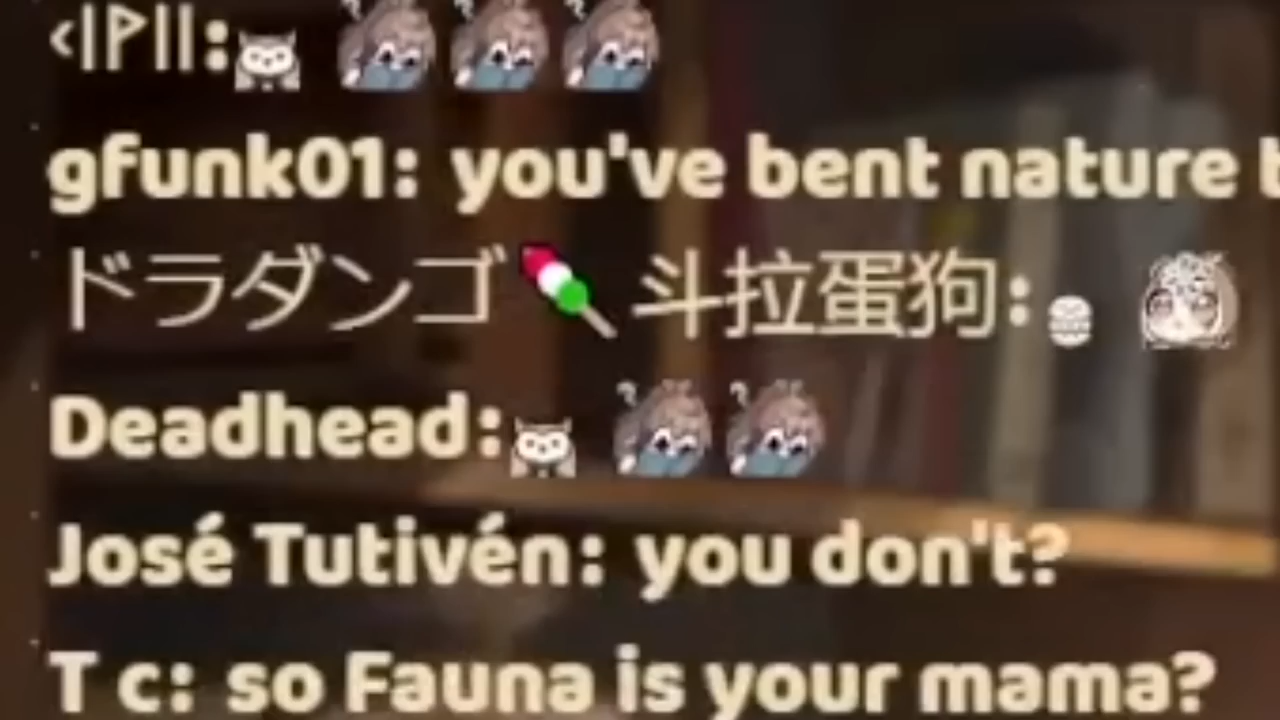 gfunk01: you've bent nature
ドラダンゴ🍡斗拉蛋狗:
Deadhead:
José Tutivén: you don't?
T c: so Fauna is your mama?